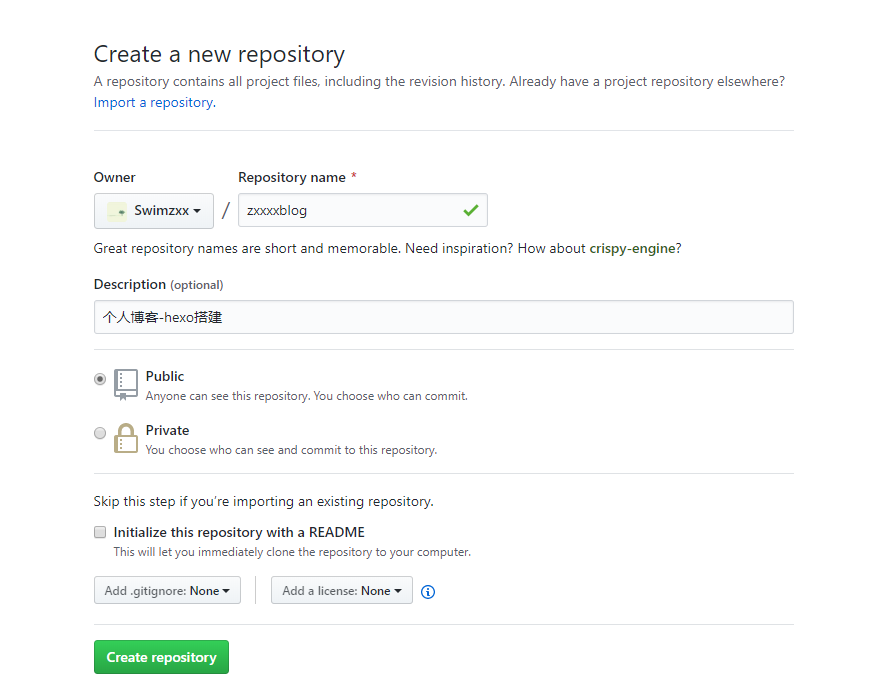 Create a new repository
A repository contains all project files, including the revision history. Already have a project repository elsewhere?
Import a repository.
Owner
Repository name *
Swimzxx / zxxxxblog
Great repository names are short and memorable. Need inspiration? How about crispy-engine?
Description (optional)
个人博客-hexo搭建
Public
Anyone can see this repository. You choose who can commit.
Private
You choose who can see and commit to this repository.
Skip this step if you're importing an existing repository.
Initialize this repository with a README
This will let you immediately clone the repository to your computer.
Add .gitignore: None
Add a license: None
Create repository